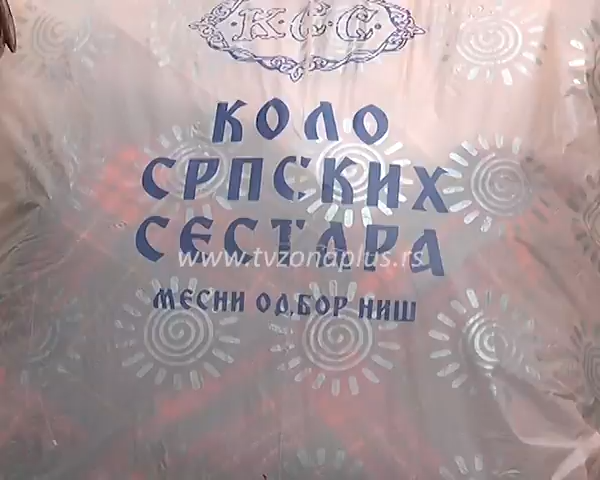 К·С·С
КОЛО
СРПСКИХ
СЕСТАРА
www.tvzonaplus.rs
МЕСНИ ОДБОР НИШ